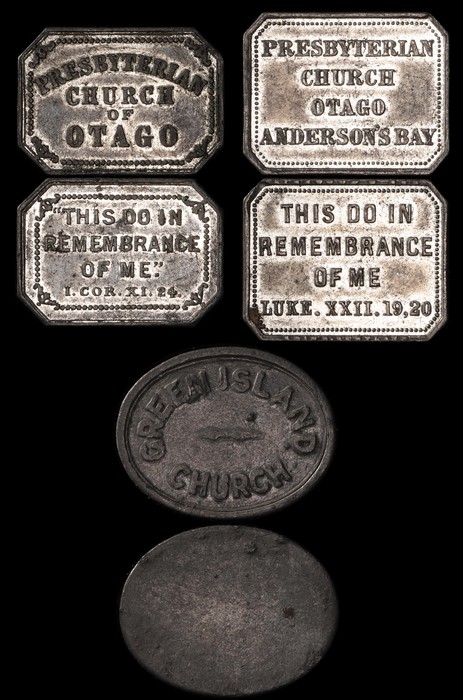 PRESBYTERIAN
CHURCH
OF
OTAGO
PRESBYTERIAN
CHURCH
OTAGO
ANDERSON'S BAY
"THIS DO IN
REMEMBRANCE
OF ME."
I. COR. XI. 24.
THIS DO IN
REMEMBRANCE
OF ME
LUKE. XXII. 19,20
GREEN ISLAND
CHURCH